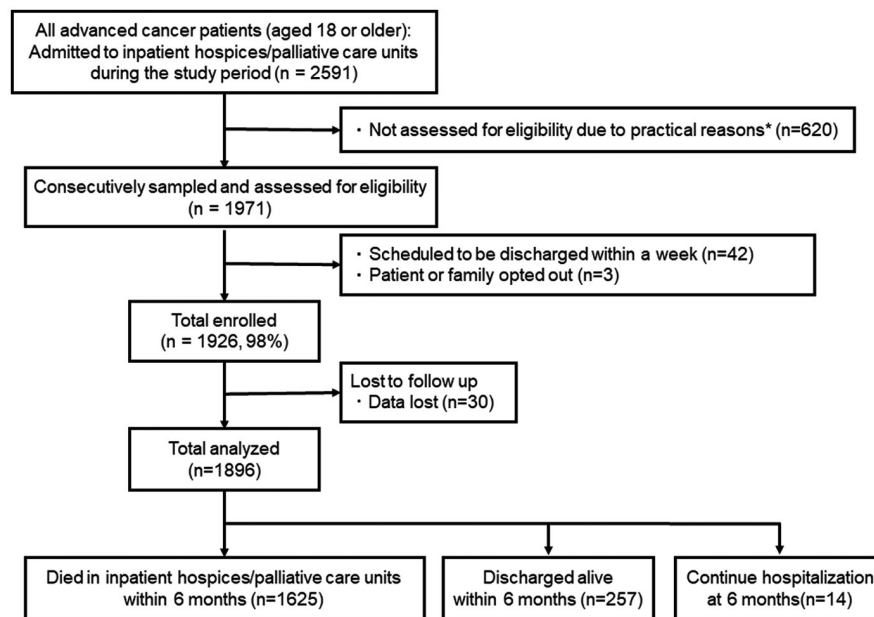 All advanced cancer patients (aged 18 or older):
Admitted to inpatient hospices/palliative care units
during the study period (n = 2591)
・Not assessed for eligibility due to practical reasons* (n=620)
Consecutively sampled and assessed for eligibility
(n = 1971)
・Scheduled to be discharged within a week (n=42)
・Patient or family opted out (n=3)
Total enrolled
(n = 1926, 98%)
Lost to follow up
・Data lost (n=30)
Total analyzed
(n=1896)
Died in inpatient hospices/palliative care units
within 6 months (n=1625)
Discharged alive
within 6 months (n=257)
Continue hospitalization
at 6 months(n=14)